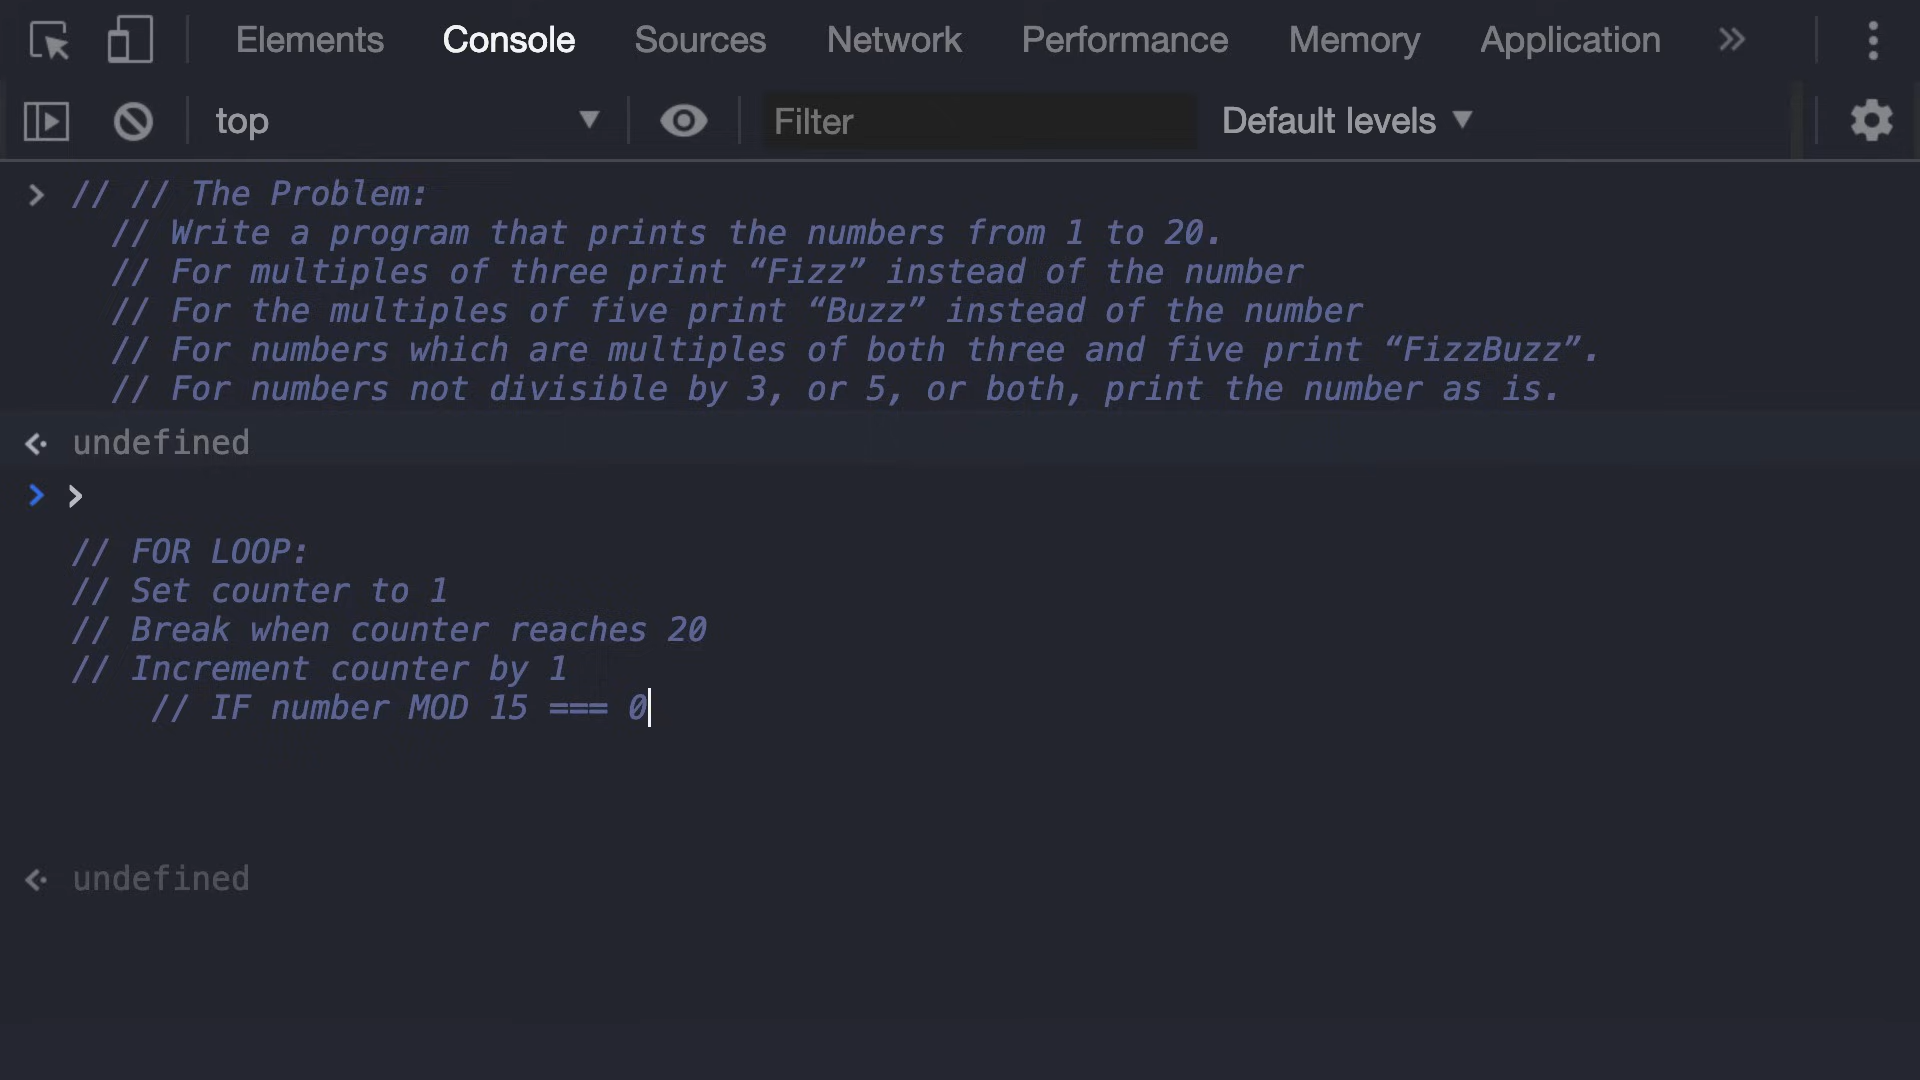 Elements Console Sources Network Performance Memory Application »
top ▼ Filter Default levels ▼
> // // The Problem:
// Write a program that prints the numbers from 1 to 20.
// For multiples of three print “Fizz” instead of the number
// For the multiples of five print “Buzz” instead of the number
// For numbers which are multiples of both three and five print “FizzBuzz”.
// For numbers not divisible by 3, or 5, or both, print the number as is.
undefined
> >
// FOR LOOP:
// Set counter to 1
// Break when counter reaches 20
// Increment counter by 1
// IF number MOD 15 === 0
undefined